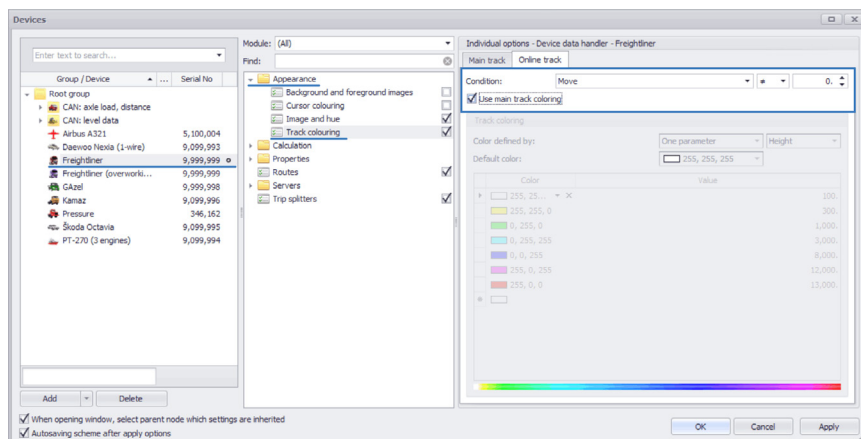 Devices
Enter text to search...
Group / Device ... Serial No
Root group
CAN: axle load, distance
CAN: level data
Airbus A321 5,100,004
Daewoo Nexia (1-wire) 9,099,993
Freightliner 9,999,999
Freightliner (overworki... 9,999,999
GAzel 9,999,998
Kamaz 9,099,996
Pressure 346,162
Škoda Octavia 9,099,995
PT-270 (3 engines) 9,099,994
Add Delete
When opening window, select parent node which settings are inherited
Autosaving scheme after apply options
Module: (All)
Find:
Appearance
Background and foreground images
Cursor colouring
Image and hue
Track colouring
Calculation
Properties
Routes
Servers
Trip splitters
Individual options - Device data handler - Freightliner
Main track Online track
Condition: Move ≠ 0.
Use main track coloring
Track coloring
Color defined by: One parameter Height
Default color: 255, 255, 255
Color Value
255, 25... 100.
255, 255, 0 300.
0, 255, 0 1,000.
0, 255, 255 3,000.
0, 0, 255 8,000.
255, 0, 255 12,000.
255, 0, 0 13,000.
OK Cancel Apply